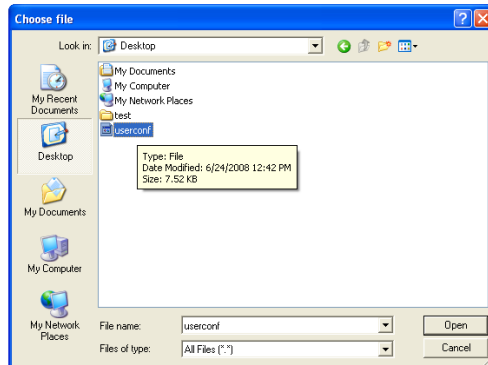 Choose file
Look in:
Desktop
My Recent
Documents
Desktop
My Documents
My Computer
My Network
Places
My Documents
My Computer
My Network Places
test
userconf
Type: File
Date Modified: 6/24/2008 12:42 PM
Size: 7.52 KB
File name:
userconf
Open
Files of type:
All Files (*.*)
Cancel